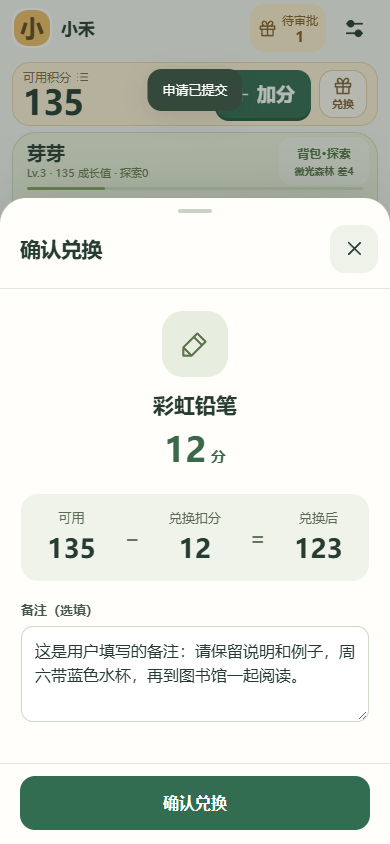 小
小禾
待审批
1
可用积分
135
申请已提交
加分
兑换
芽芽
Lv.3 · 135 成长值 · 探索0
背包·探索
微光森林 差4
确认兑换
彩虹铅笔
12 分
可用
兑换扣分
兑换后
135 − 12 = 123
备注（选填）
这是用户填写的备注：请保留说明和例子，周
六带蓝色水杯，再到图书馆一起阅读。
确认兑换